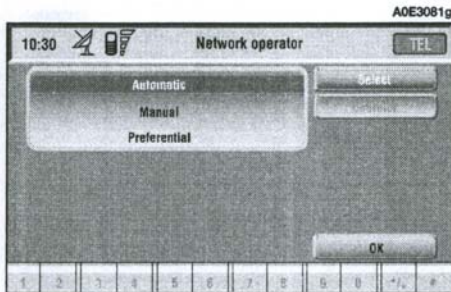 A0E3081g
10:30 Network operator TEL
Automatic Select
Manual
Preferential
OK
1 2 3 4 5 6 7 8 9 0 */, #